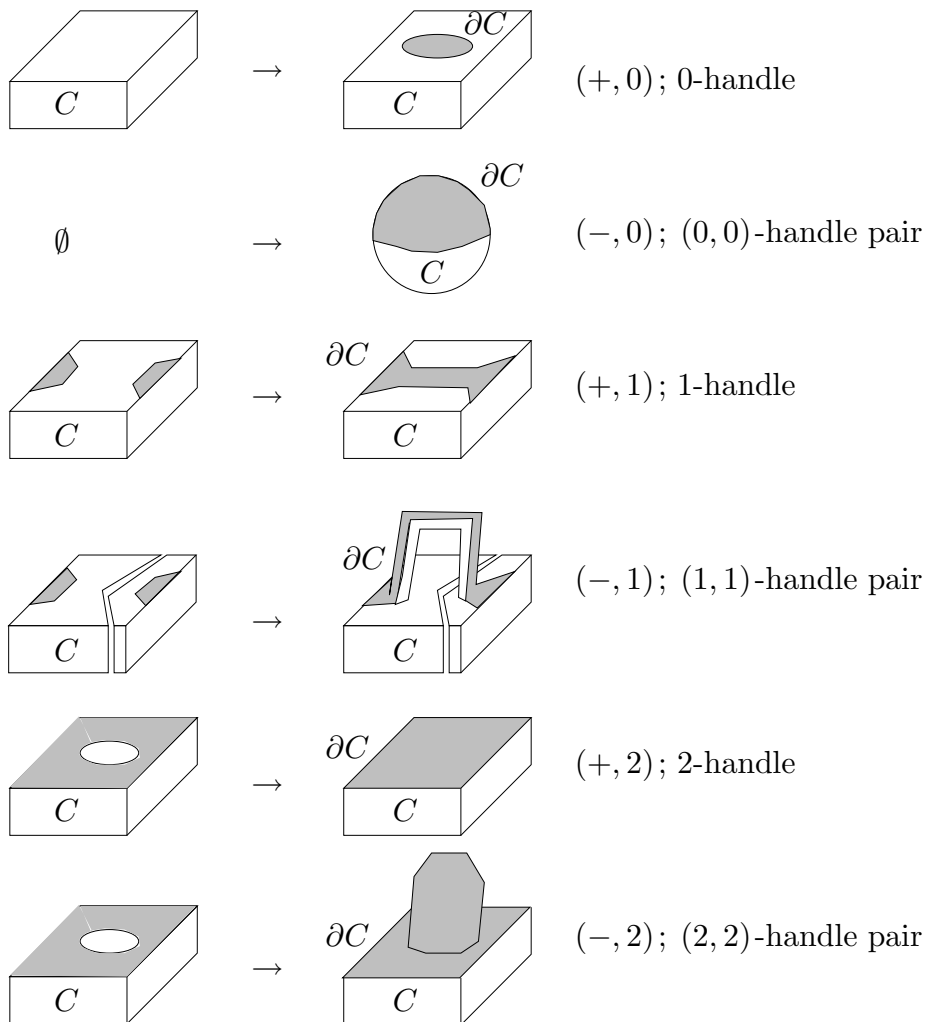 C → ∂C (+, 0); 0-handle
∅ → ∂C C (−, 0); (0, 0)-handle pair
C → ∂C C (+, 1); 1-handle
C → ∂C C (−, 1); (1, 1)-handle pair
C → ∂C C (+, 2); 2-handle
C → ∂C C (−, 2); (2, 2)-handle pair